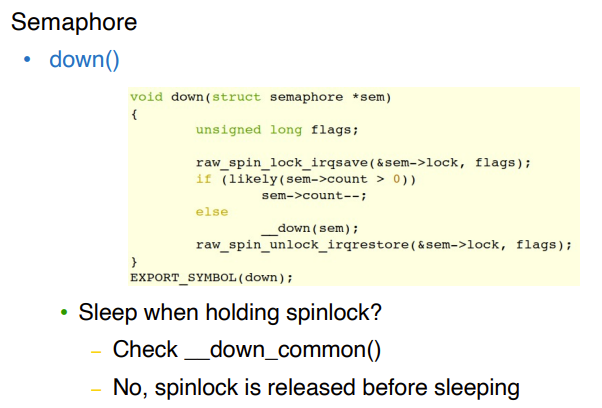 Semaphore
• down()
void down(struct semaphore *sem)
{
unsigned long flags;
raw_spin_lock_irqsave(&sem->lock, flags);
if (likely(sem->count > 0))
sem->count--;
else
__down(sem);
raw_spin_unlock_irqrestore(&sem->lock, flags);
}
EXPORT_SYMBOL(down);
• Sleep when holding spinlock?
– Check __down_common()
– No, spinlock is released before sleeping